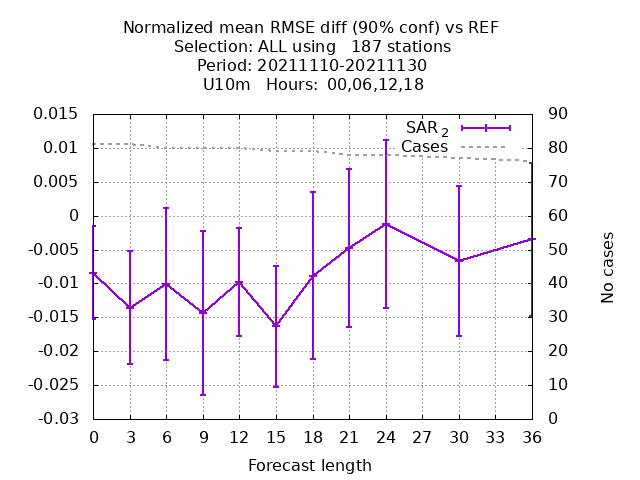 Normalized mean RMSE diff (90% conf) vs REF
Selection: ALL using   187 stations
Period: 20211110-20211130
U10m   Hours:  00,06,12,18
0.015
0.01
0.005
0
-0.005
-0.01
-0.015
-0.02
-0.025
-0.03
SAR 2
Cases
90
80
70
60
50
40
30
20
10
0
No cases
0 3 6 9 12 15 18 21 24 27 30 33 36
Forecast length